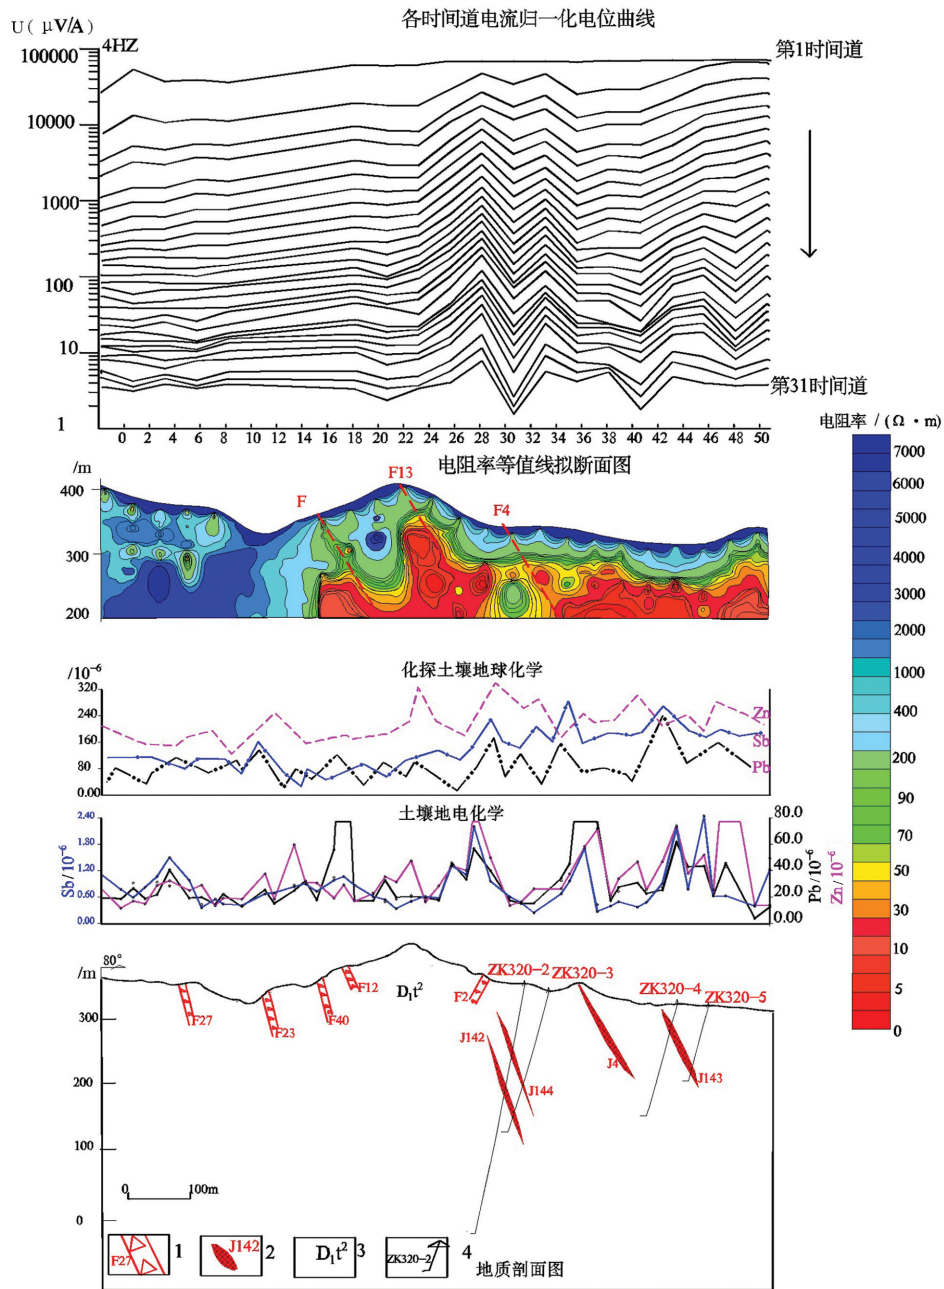 各时间道电流归一化电位曲线
U( μV/A)
4HZ
第1时间道
100000
10000
1000
100
10
1
第31时间道
0 2 4 6 8 10 12 14 16 18 20 22 24 26 28 30 32 34 36 38 40 42 44 46 48 50
电阻率 / (Ω·m)
7000
6000
5000
4000
3000
2000
1000
400
200
90
70
50
30
10
5
0
电阻率等值线拟断面图
/m
400
300
200
F
F13
F4
化探土壤地球化学
/10⁻⁶
320
240
160
80
0.00
Zn
Sb
Pb
土壤地电化学
Sb/10⁻⁶
2.40
1.80
1.20
0.60
0.00
80.0
60.0
40.0
20.0
0.00
Pb/10⁻⁶
Zn/10⁻⁶
/m
80°
300
200
100
0
F27
F23
F40
F12
D₁t²
F2
ZK320-2
ZK320-3
ZK320-4
ZK320-5
J142
J144
J4
J143
0 100m
F27 1
J142 2
D₁t² 3
ZK320-2 4
地质剖面图